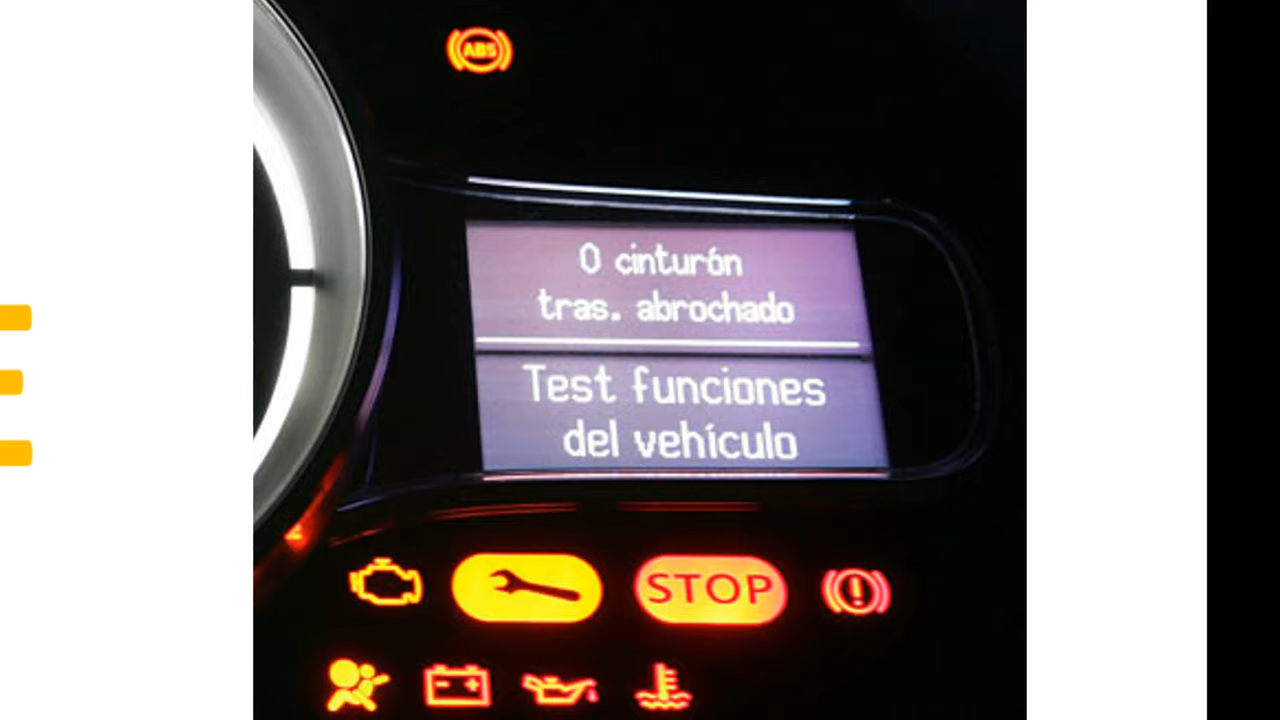 ABS
0 cinturón
tras. abrochado
Test funciones
del vehículo
STOP